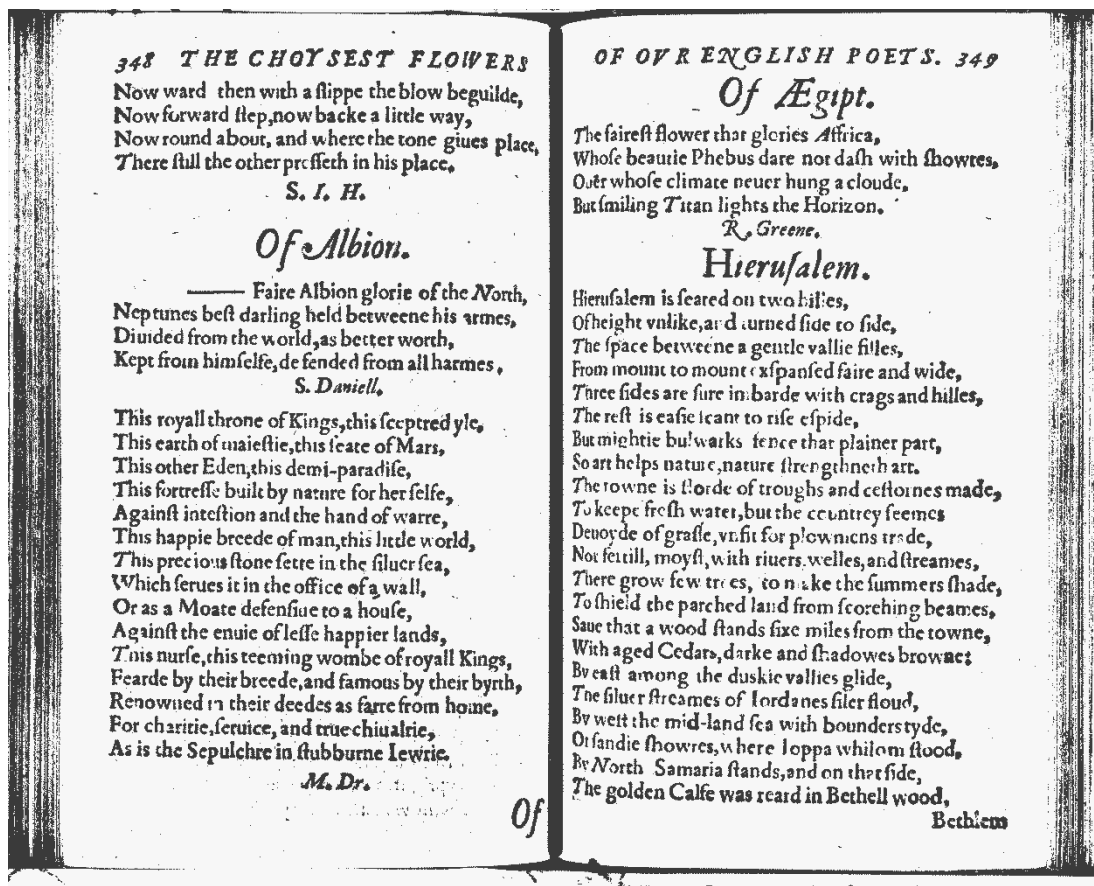 348 THE CHOYSEST FLOWERS
Now ward then with a ſlippe the blow beguilde,
Now forward ſtep, now backe a little way,
Now round about, and where the tone giues place,
There ſtill the other preſſeth in his place.
S. I. H.
Of Albion.
——— Faire Albion glorie of the North,
Neptunes beſt darling held betweene his armes,
Diuided from the world, as better worth,
Kept from himſelfe, defended from all harmes.
S. Daniell.
This royall throne of Kings, this ſceptred yle,
This earth of maieſtie, this ſeate of Mars,
This other Eden, this demi-paradiſe,
This fortreſſe built by nature for her ſelfe,
Againſt inteſtion and the hand of warre,
This happie breede of man, this little world,
This precious ſtone ſette in the ſiluer ſea,
Which ſerues it in the office of a wall,
Or as a Moate defenſiue to a houſe,
Againſt the enuie of leſſe happier lands,
This nurſe, this teeming wombe of royall Kings,
Fearde by their breede, and famous by their byrth,
Renowned in their deedes as farre from home,
For charitie, ſeruice, and true chiualrie,
As is the Sepulchre in ſtubburne Iewrie.
M. Dr.
Of
OF OVR ENGLISH POETS. 349
Of Ægipt.
The faireſt flower that glories Affrica,
Whoſe beautie Phebus dare not daſh with ſhowres,
Ouer whoſe climate neuer hung a cloude,
But ſmiling Titan lights the Horizon.
R. Greene.
Hieruſalem.
Hieruſalem is ſeated on two hilles,
Of height vnlike, and turned ſide to ſide,
The ſpace betweene a gentle vallie filles,
From mount to mount exſpanſed faire and wide,
Three ſides are ſure imbarde with crags and hilles,
The reſt is eaſie ſcant to riſe eſpide,
But mightie bulwarks fence that plainer part,
So art helps nature, nature ſtrengthneth art.
The towne is ſtorde of troughs and ceſtornes made,
To keepe freſh water, but the countrey ſeemes
Deuoyde of graſſe, vnfit for plowmens trade,
Not fertill, moyſt, with riuers, welles, and ſtreames,
There grow few trees, to make the ſummers ſhade,
To ſhield the parched land from ſcorching beames,
Saue that a wood ſtands ſixe miles from the towne,
With aged Cedars, darke and ſhadowes browne:
By eaſt among the duskie vallies glide,
The ſiluer ſtreames of Iordanes ſiler floud,
By weſt the mid-land ſea with bounders tyde,
Of ſandie ſhowres, where Ioppa whilom ſtood,
By North Samaria ſtands, and on that ſide,
The golden Calfe was reard in Bethell wood,
Bethlem